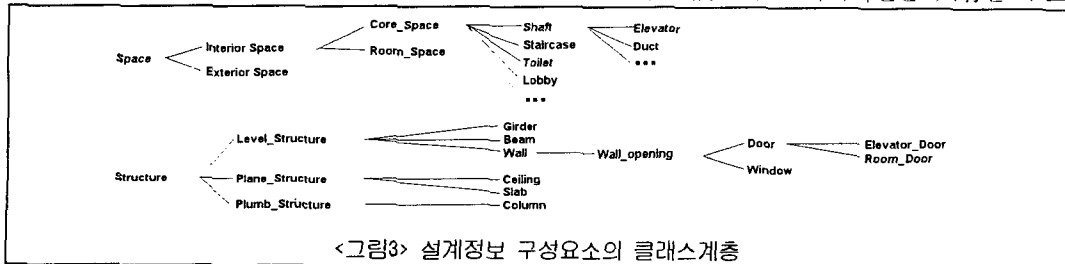 Core_Space
Shaft
Elevator
Interior Space
Staircase
Duct
Space
Room_Space
Toilet
•••
Exterior Space
Lobby
•••
Girder
Level_Structure
Beam
Door
Elevator_Door
Wall
Wall_opening
Room_Door
Structure
Plane_Structure
Ceiling
Window
Slab
Plumb_Structure
Column
<그림3> 설계정보 구성요소의 클래스계층